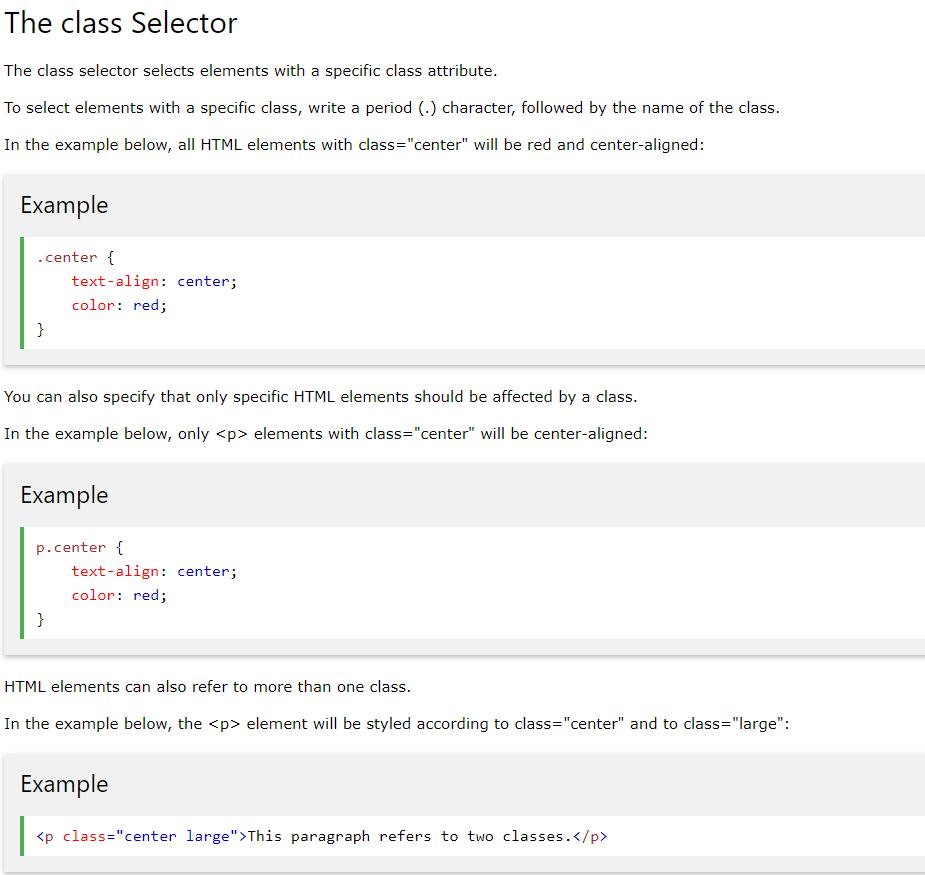 The class Selector
The class selector selects elements with a specific class attribute.
To select elements with a specific class, write a period (.) character, followed by the name of the class.
In the example below, all HTML elements with class="center" will be red and center-aligned:
Example
.center {
    text-align: center;
    color: red;
}
You can also specify that only specific HTML elements should be affected by a class.
In the example below, only <p> elements with class="center" will be center-aligned:
Example
p.center {
    text-align: center;
    color: red;
}
HTML elements can also refer to more than one class.
In the example below, the <p> element will be styled according to class="center" and to class="large":
Example
<p class="center large">This paragraph refers to two classes.</p>